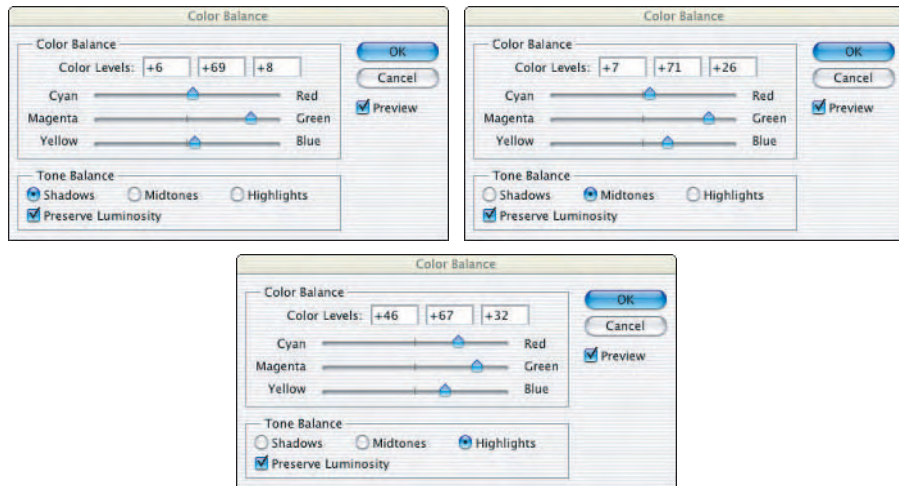 Color Balance
Color Balance
Color Levels: +6 +69 +8
Cyan Red
Magenta Green
Yellow Blue
Tone Balance
Shadows Midtones Highlights
Preserve Luminosity
OK
Cancel
Preview
Color Balance
Color Balance
Color Levels: +7 +71 +26
Cyan Red
Magenta Green
Yellow Blue
Tone Balance
Shadows Midtones Highlights
Preserve Luminosity
OK
Cancel
Preview
Color Balance
Color Balance
Color Levels: +46 +67 +32
Cyan Red
Magenta Green
Yellow Blue
Tone Balance
Shadows Midtones Highlights
Preserve Luminosity
OK
Cancel
Preview